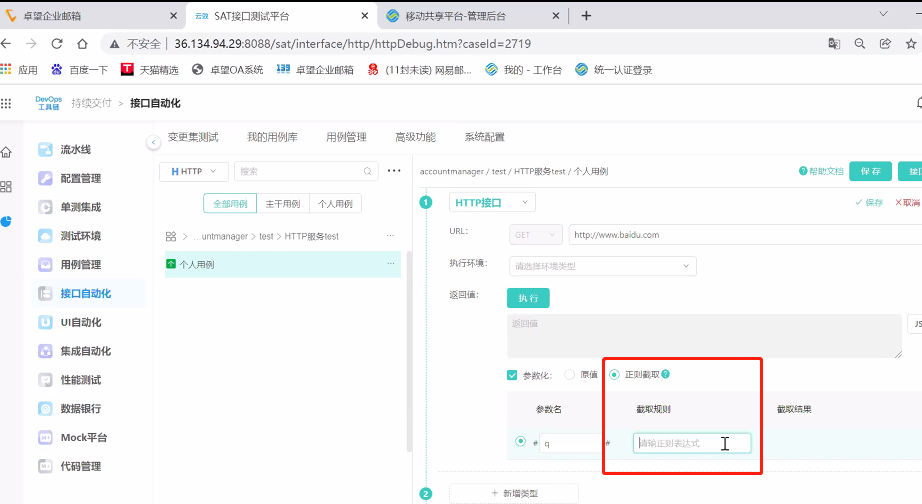 卓望企业邮箱
云效 SAT接口测试平台
移动共享平台-管理后台
不安全 36.134.94.29:8088/sat/interface/http/httpDebug.htm?caseId=2719
应用 百度一下 天猫精选 卓望OA系统 139 卓望企业邮箱 (11封未读) 网易邮... 我的 - 工作台 统一认证登录
DevOps 工具链 持续交付 > 接口自动化
变更集测试 我的用例库 用例管理 高级功能 系统配置
流水线
配置管理
单测集成
测试环境
用例管理
接口自动化
UI自动化
集成自动化
性能测试
数据银行
Mock平台
代码管理
H HTTP 搜索 ...
全部用例 主干用例 个人用例
> ...untmanager > test > HTTP服务test ...
个人用例 ...
accountmanager / test / HTTP服务test / 个人用例
帮助文档 保存
1 HTTP接口 保存 取消
URL: GET http://www.baidu.com
执行环境: 请选择环境类型
返回值: 执行
返回值
JS
参数化: 原值 正则截取
参数名 截取规则 截取结果
# q # 请输正则表达式
2 + 新增类型